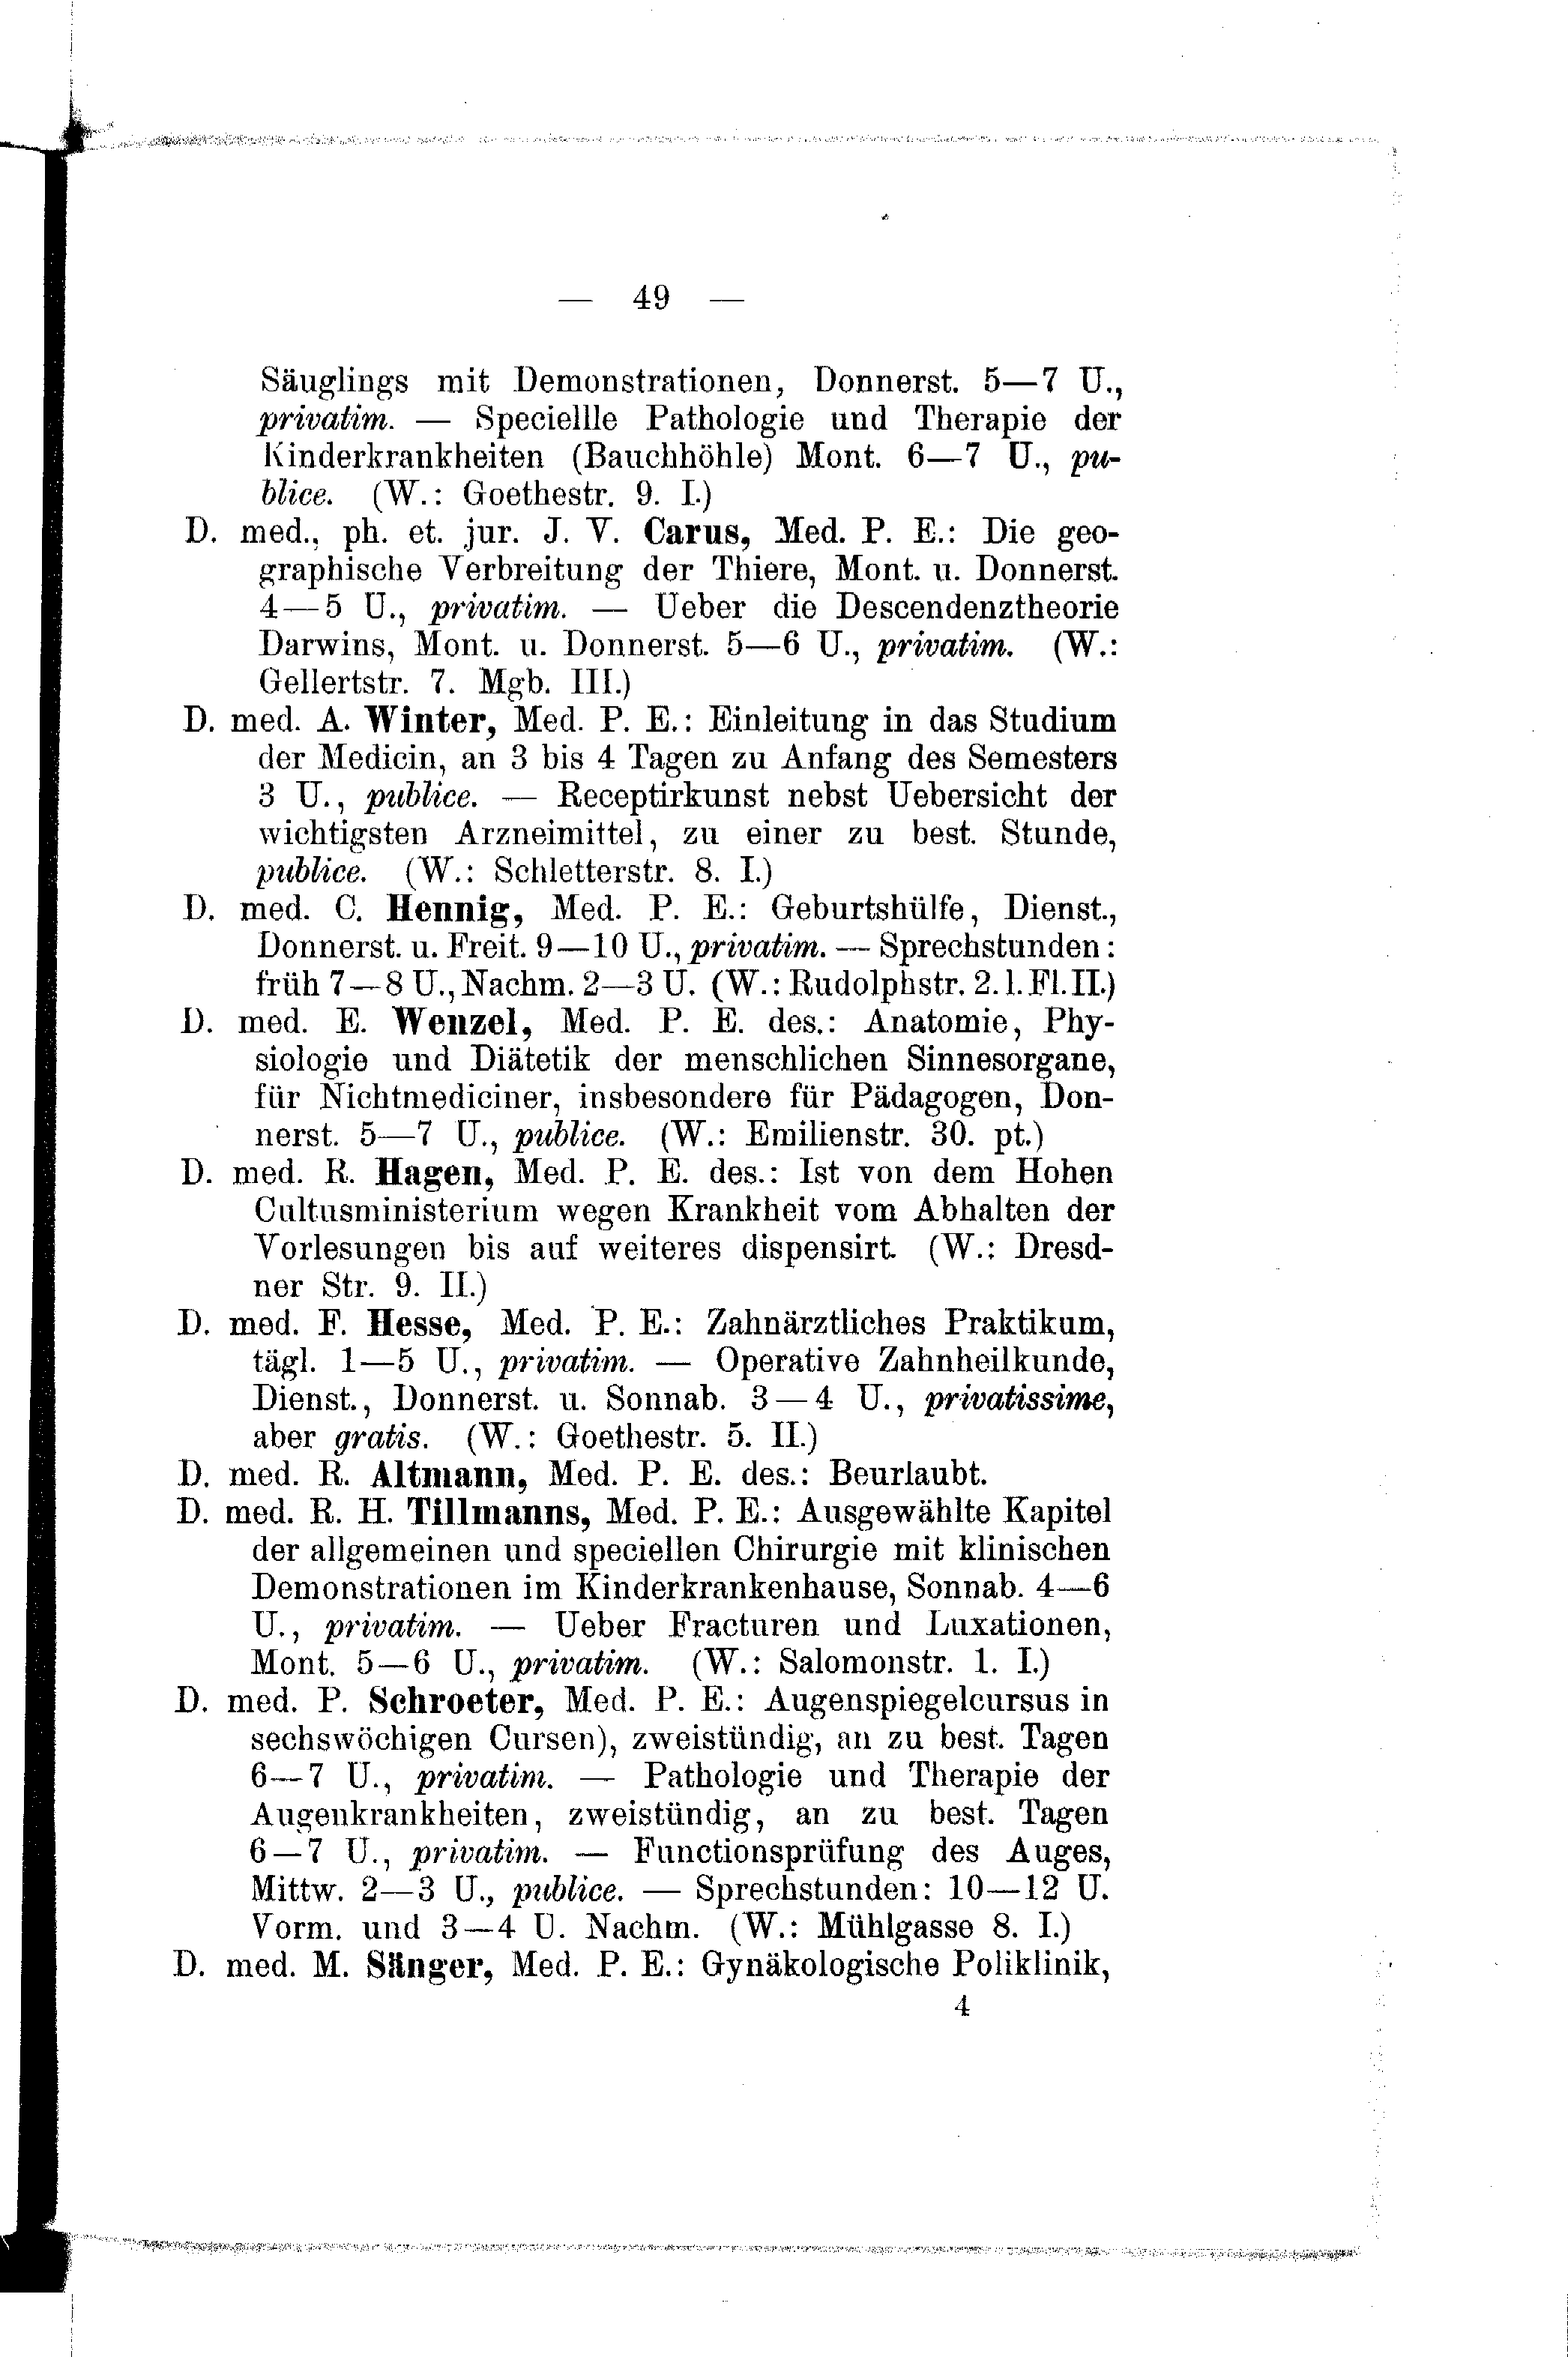 — 49 —
Säuglings mit Demonstrationen, Donnerst. 5—7 U.,
privatim. — Speciellle Pathologie und Therapie der
Kinderkrankheiten (Bauchhöhle) Mont. 6—7 U., pu-
blice. (W.: Goethestr. 9. I.)
D. med., ph. et. jur. J. V. Carus, Med. P. E.: Die geo-
graphische Verbreitung der Thiere, Mont. u. Donnerst.
4—5 U., privatim. — Ueber die Descendenztheorie
Darwins, Mont. u. Donnerst. 5—6 U., privatim. (W.:
Gellertstr. 7. Mgb. III.)
D. med. A. Winter, Med. P. E.: Einleitung in das Studium
der Medicin, an 3 bis 4 Tagen zu Anfang des Semesters
3 U., publice. — Receptirkunst nebst Uebersicht der
wichtigsten Arzneimittel, zu einer zu best. Stunde,
publice. (W.: Schletterstr. 8. I.)
D. med. C. Hennig, Med. P. E.: Geburtshülfe, Dienst.,
Donnerst. u. Freit. 9—10 U., privatim. — Sprechstunden:
früh 7—8 U., Nachm. 2—3 U. (W.: Rudolphstr. 2. l. Fl. II.)
D. med. E. Wenzel, Med. P. E. des.: Anatomie, Phy-
siologie und Diätetik der menschlichen Sinnesorgane,
für Nichtmediciner, insbesondere für Pädagogen, Don-
nerst. 5—7 U., publice. (W.: Emilienstr. 30. pt.)
D. med. R. Hagen, Med. P. E. des.: Ist von dem Hohen
Cultusministerium wegen Krankheit vom Abhalten der
Vorlesungen bis auf weiteres dispensirt. (W.: Dresd-
ner Str. 9. II.)
D. med. F. Hesse, Med. P. E.: Zahnärztliches Praktikum,
tägl. 1—5 U., privatim. — Operative Zahnheilkunde,
Dienst., Donnerst. u. Sonnab. 3—4 U., privatissime,
aber gratis. (W.: Goethestr. 5. II.)
D. med. R. Altmann, Med. P. E. des.: Beurlaubt.
D. med. R. H. Tillmanns, Med. P. E.: Ausgewählte Kapitel
der allgemeinen und speciellen Chirurgie mit klinischen
Demonstrationen im Kinderkrankenhause, Sonnab. 4—6
U., privatim. — Ueber Fracturen und Luxationen,
Mont. 5—6 U., privatim. (W.: Salomonstr. 1. I.)
D. med. P. Schroeter, Med. P. E.: Augenspiegelcursus in
sechswöchigen Cursen), zweistündig, an zu best. Tagen
6—7 U., privatim. — Pathologie und Therapie der
Augenkrankheiten, zweistündig, an zu best. Tagen
6—7 U., privatim. — Functionsprüfung des Auges,
Mittw. 2—3 U., publice. — Sprechstunden: 10—12 U.
Vorm. und 3—4 U. Nachm. (W.: Mühlgasse 8. I.)
D. med. M. Sänger, Med. P. E.: Gynäkologische Poliklinik,
4